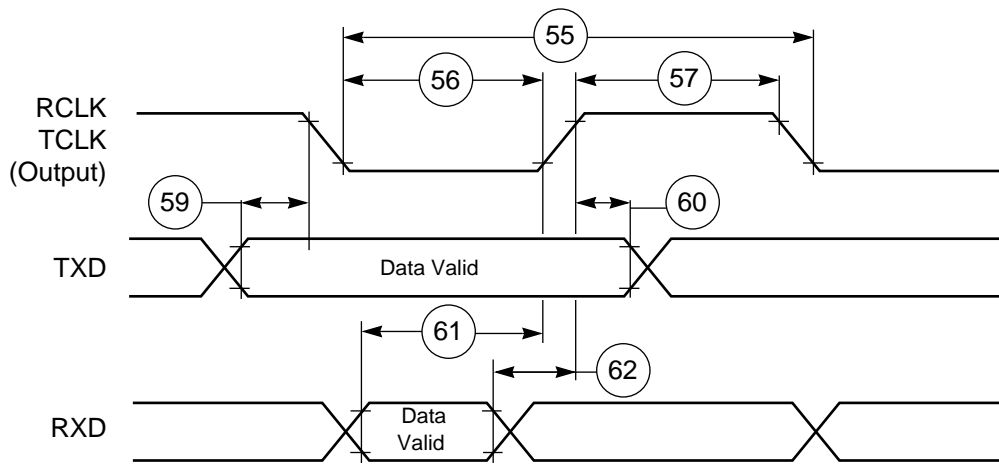 55
56
57
RCLK
TCLK
(Output)
59
60
TXD
Data Valid
61
62
RXD
Data
Valid